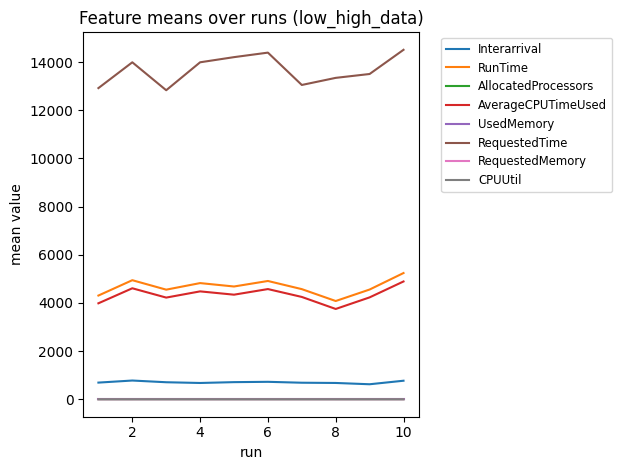 Feature means over runs (low_high_data)
mean value
14000
12000
10000
8000
6000
4000
2000
0
2
4
6
8
10
run
Interarrival
RunTime
AllocatedProcessors
AverageCPUTimeUsed
UsedMemory
RequestedTime
RequestedMemory
CPUUtil